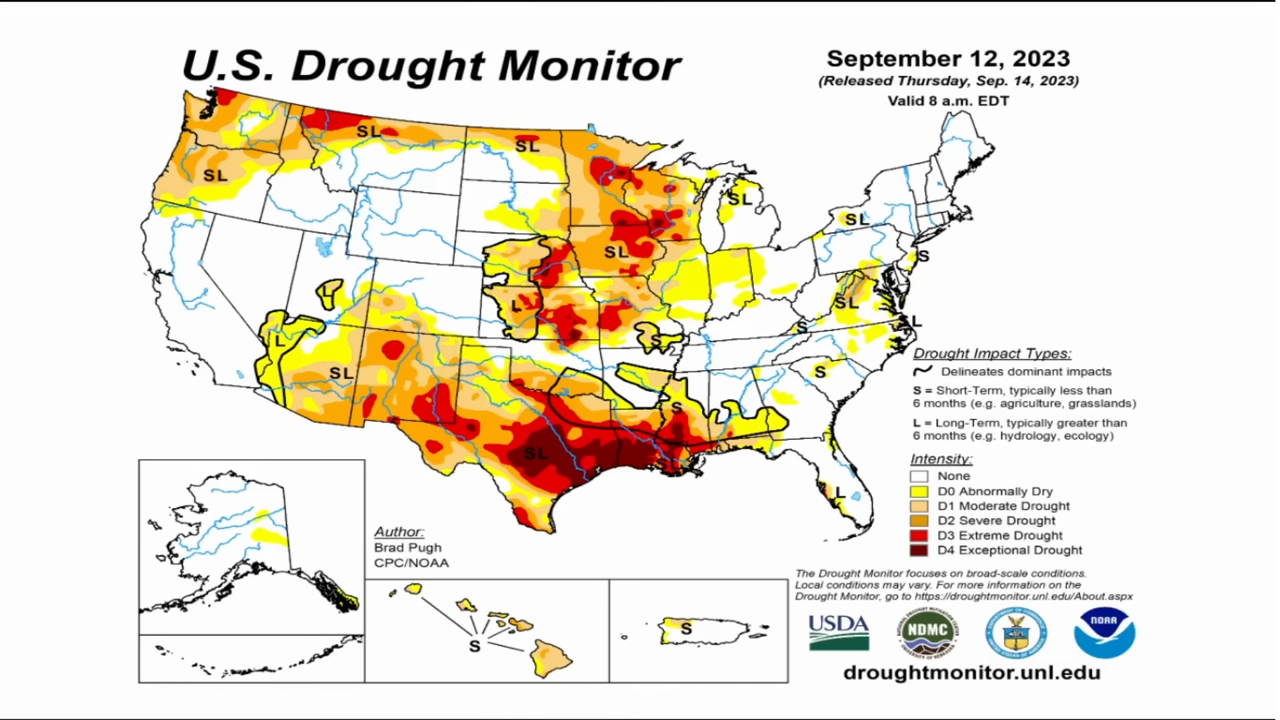 U.S. Drought Monitor
September 12, 2023
(Released Thursday, Sep. 14, 2023)
Valid 8 a.m. EDT
SL
SL
SL
SL
SL
S
SL
SL
L
L
SL
S
SL
L
S
S
SL
S
SL
SL
L
Drought Impact Types:
Delineates dominant impacts
S = Short-Term, typically less than
6 months (e.g. agriculture, grasslands)
L = Long-Term, typically greater than
6 months (e.g. hydrology, ecology)
Intensity:
None
D0 Abnormally Dry
D1 Moderate Drought
D2 Severe Drought
D3 Extreme Drought
D4 Exceptional Drought
Author:
Brad Pugh
CPC/NOAA
S
S
The Drought Monitor focuses on broad-scale conditions.
Local conditions may vary. For more information on the
Drought Monitor, go to https://droughtmonitor.unl.edu/About.aspx
USDA
NDMC
NOAA
droughtmonitor.unl.edu